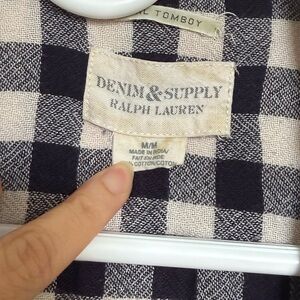 TOMBOY
DENIM & SUPPLY
RALPH LAUREN
M/M
MADE IN INDIA/
FAIT EN INDE
% COTTON/COTON